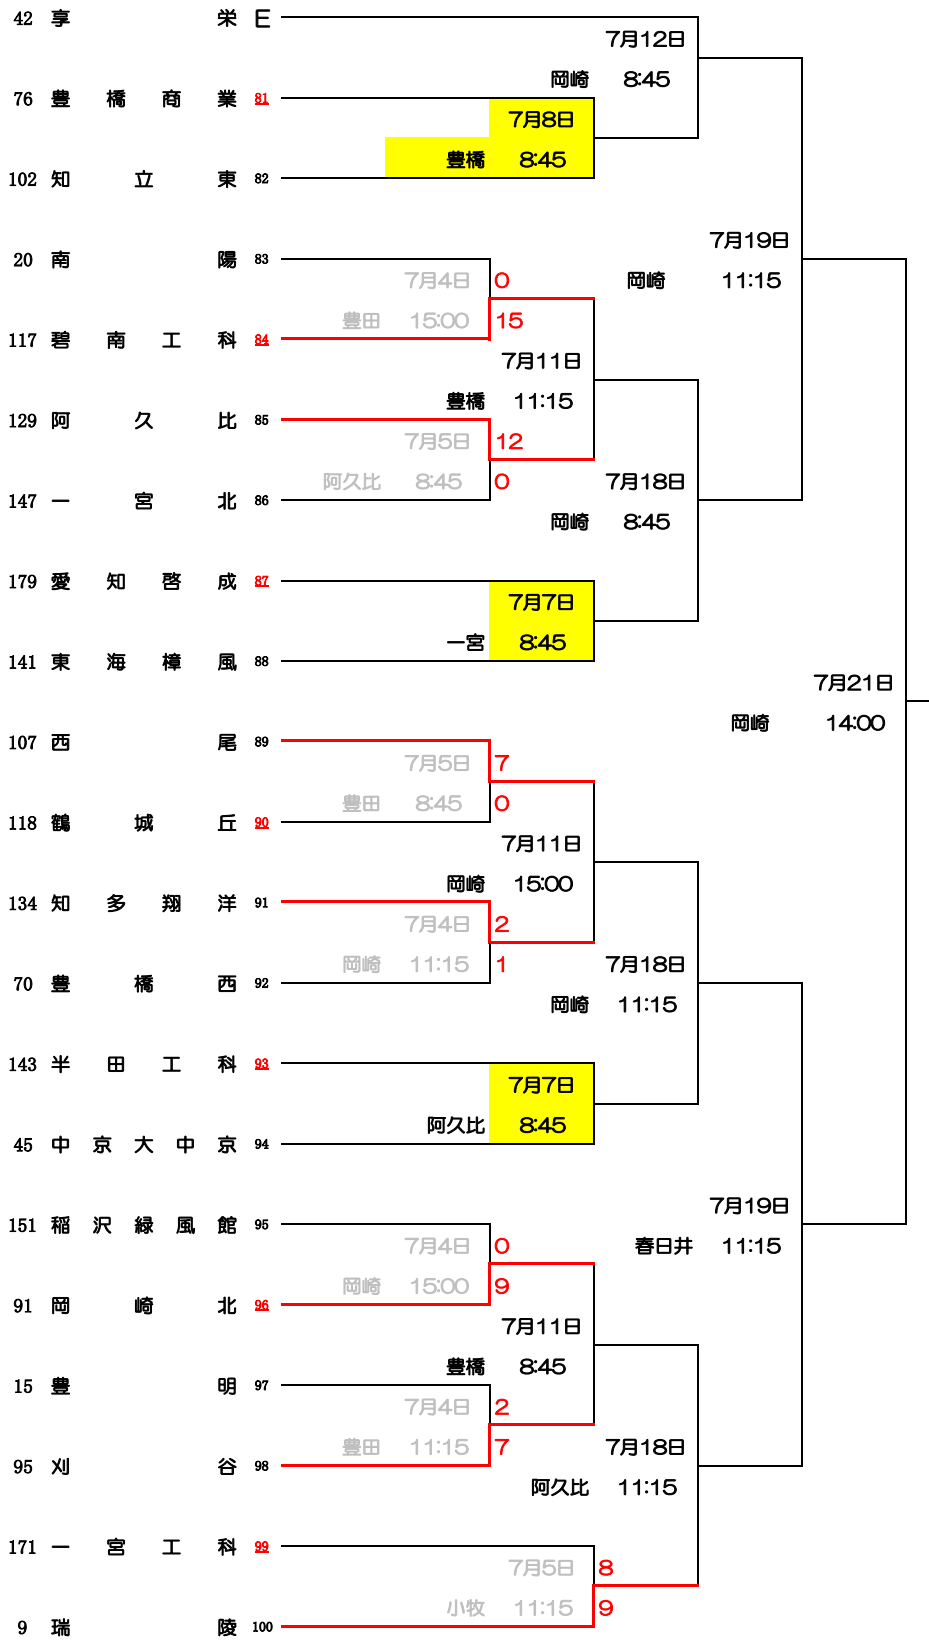 42 享栄 E
7月12日
岡崎 8:45
76 豊橋商業 81
7月8日
豊橋 8:45
102 知立東 82
7月19日
岡崎 11:15
20 南陽 83
7月4日 0
豊田 15:00 15
117 碧南工科 84
7月11日
豊橋 11:15
129 阿久比 85
7月5日 12
阿久比 8:45 0
147 一宮北 86
7月18日
岡崎 8:45
179 愛知啓成 87
7月7日
一宮 8:45
141 東海樟風 88
7月21日
岡崎 14:00
107 西尾 89
7月5日 7
豊田 8:45 0
118 鶴城丘 90
7月11日
岡崎 15:00
134 知多翔洋 91
7月4日 2
岡崎 11:15 1
70 豊橋西 92
7月18日
岡崎 11:15
143 半田工科 93
7月7日
阿久比 8:45
45 中京大中京 94
7月19日
春日井 11:15
151 稲沢緑風館 95
7月4日 0
岡崎 15:00 9
91 岡崎北 96
7月11日
豊橋 8:45
15 豊明 97
7月4日 2
豊田 11:15 7
95 刈谷 98
7月18日
阿久比 11:15
171 一宮工科 99
7月5日 8
小牧 11:15 9
9 瑞陵 100